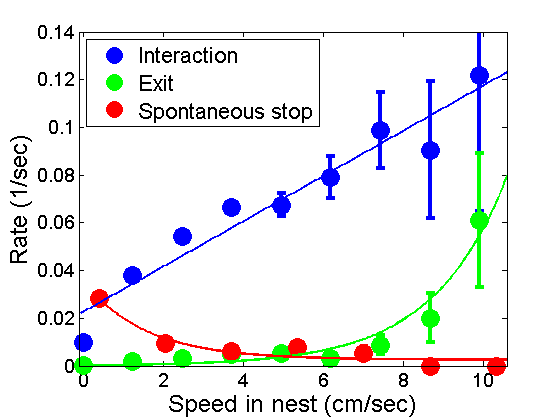 0.14
0.12
0.1
0.08
0.06
0.04
0.02
0
Rate (1/sec)
Interaction
Exit
Spontaneous stop
0 2 4 6 8 10
Speed in nest (cm/sec)